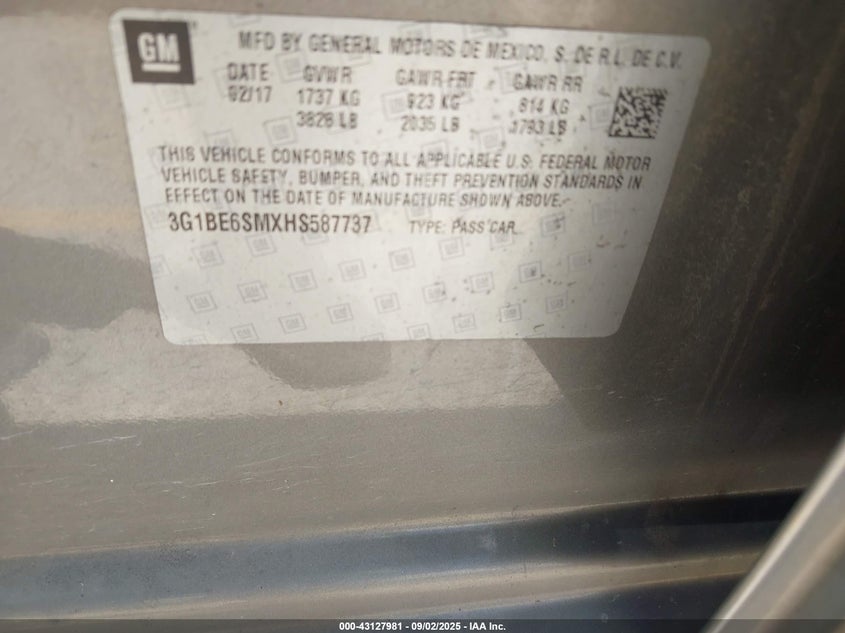 GM
MFD BY GENERAL MOTORS DE MEXICO, S. DE R.L. DE C.V.
DATE GVWR GAWR FRT GAWR RR
02/17 1737 KG 923 KG 814 KG
3828 LB 2035 LB 1793 LB
THIS VEHICLE CONFORMS TO ALL APPLICABLE U.S. FEDERAL MOTOR
VEHICLE SAFETY, BUMPER, AND THEFT PREVENTION STANDARDS IN
EFFECT ON THE DATE OF MANUFACTURE SHOWN ABOVE.
3G1BE6SMXHS587737 TYPE: PASS CAR
000-43127981 - 09/02/2025 - IAA Inc.